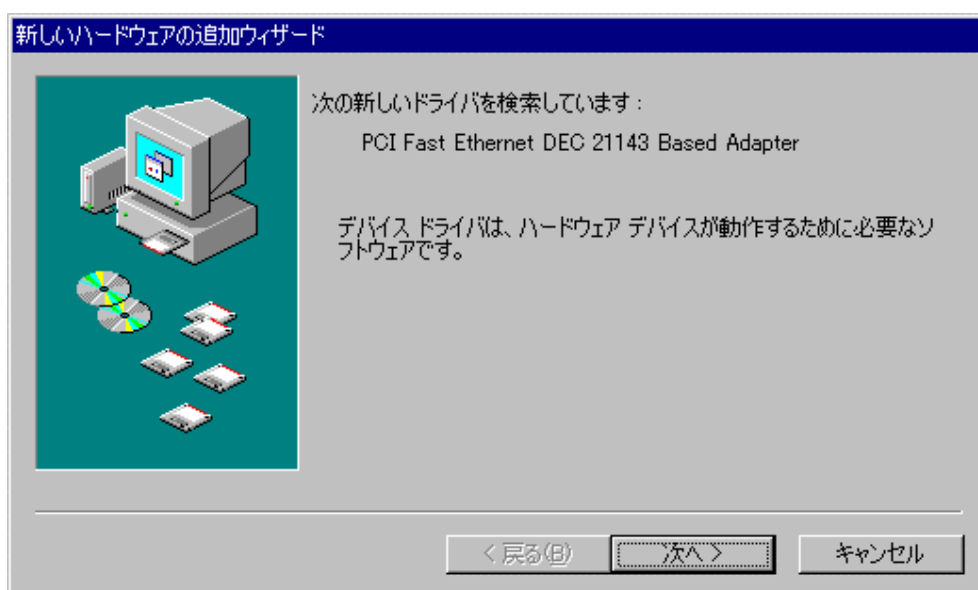 新しいハードウェアの追加ウィザード
次の新しいドライバを検索しています :
PCI Fast Ethernet DEC 21143 Based Adapter
デバイス ドライバは、ハードウェア デバイスが動作するために必要なソ
フトウェアです。
< 戻る(B) 次へ > キャンセル